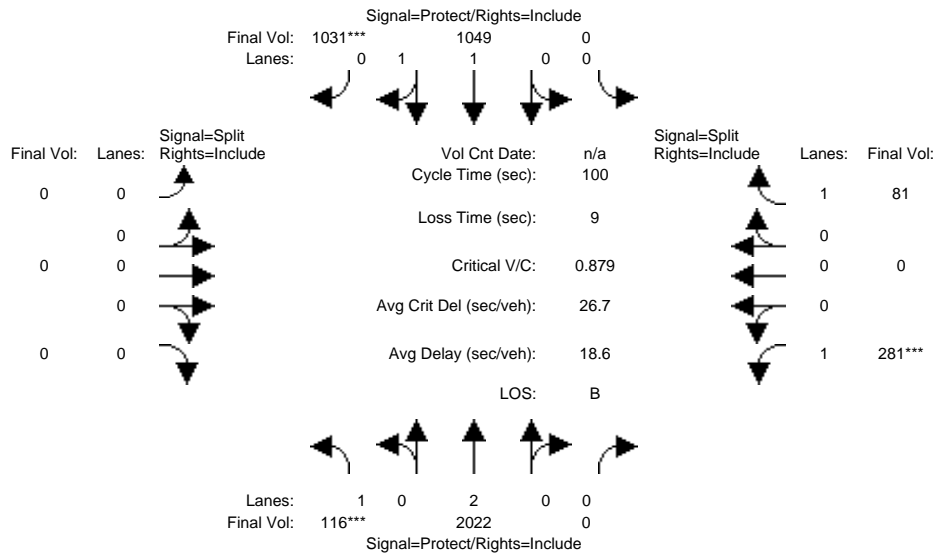 Signal=Protect/Rights=Include
Final Vol: 1031*** 1049 0
Lanes: 0 1 1 0 0
Signal=Split
Final Vol: Lanes: Rights=Include
Vol Cnt Date: n/a
Signal=Split
Rights=Include Lanes: Final Vol:
Cycle Time (sec): 100
0 0
1 81
Loss Time (sec): 9
0
0
0 0
Critical V/C: 0.879
0 0
0
Avg Crit Del (sec/veh): 26.7
0
0 0
Avg Delay (sec/veh): 18.6
1 281***
LOS: B
Lanes: 1 0 2 0 0
Final Vol: 116*** 2022 0
Signal=Protect/Rights=Include